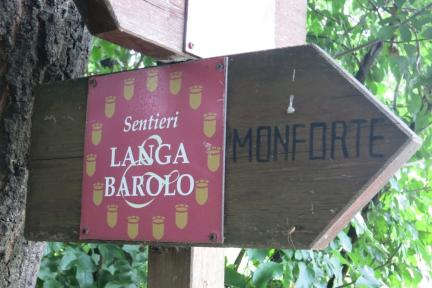 Sentieri
LANGA
&
BAROLO
MONFORTE